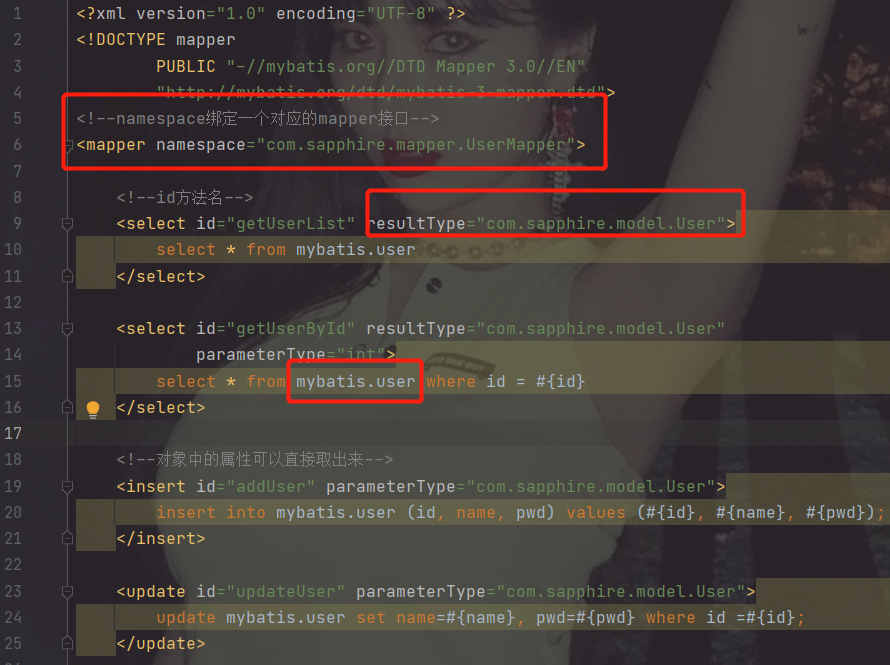 1 <?xml version="1.0" encoding="UTF-8" ?>
2 <!DOCTYPE mapper
3 PUBLIC "-//mybatis.org//DTD Mapper 3.0//EN"
4 "http://mybatis.org/dtd/mybatis-3-mapper.dtd">
5 <!--namespace绑定一个对应的mapper接口-->
6 <mapper namespace="com.sapphire.mapper.UserMapper">
7
8 <!--id方法名-->
9 <select id="getUserList" resultType="com.sapphire.model.User">
10 select * from mybatis.user
11 </select>
12
13 <select id="getUserById" resultType="com.sapphire.model.User"
14 parameterType="int">
15 select * from mybatis.user where id = #{id}
16 </select>
17
18 <!--对象中的属性可以直接取出来-->
19 <insert id="addUser" parameterType="com.sapphire.model.User">
20 insert into mybatis.user (id, name, pwd) values (#{id}, #{name}, #{pwd});
21 </insert>
22
23 <update id="updateUser" parameterType="com.sapphire.model.User">
24 update mybatis.user set name=#{name}, pwd=#{pwd} where id =#{id};
25 </update>